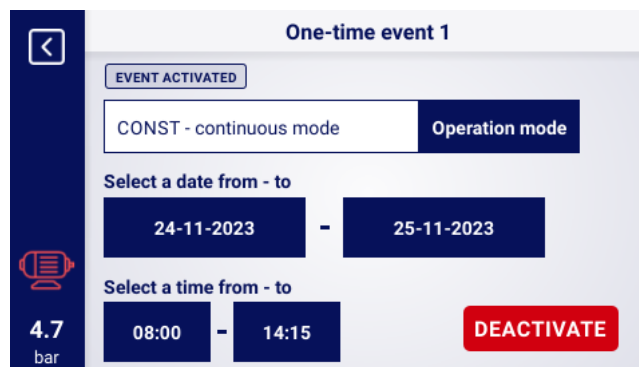 One-time event 1
EVENT ACTIVATED
CONST - continuous mode Operation mode
Select a date from - to
24-11-2023 - 25-11-2023
Select a time from - to
08:00 - 14:15 DEACTIVATE
4.7
bar